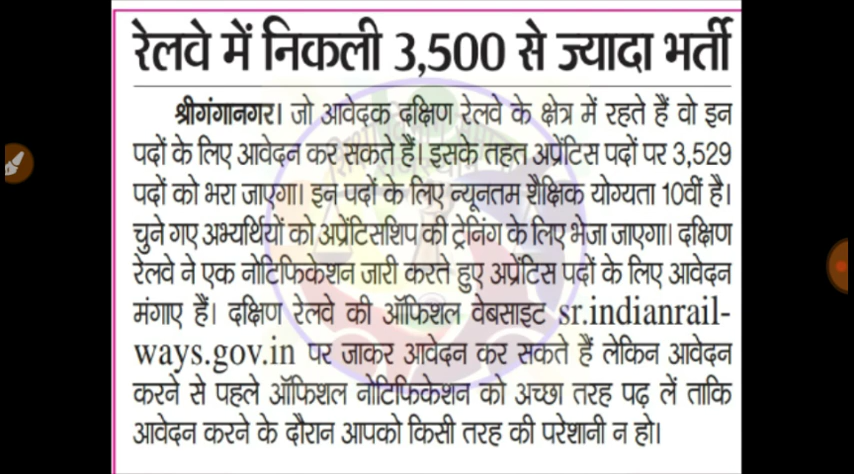 रेलवे में निकली 3,500 से ज्यादा भर्ती
श्रीगंगानगर। जो आवेदक दक्षिण रेलवे के क्षेत्र में रहते हैं वो इन
पदों के लिए आवेदन कर सकते हैं। इसके तहत अप्रेंटिस पदों पर 3,529
पदों को भरा जाएगा। इन पदों के लिए न्यूनतम शैक्षिक योग्यता 10वीं है।
चुने गए अभ्यर्थियों को अप्रेंटिसशिप की ट्रेनिंग के लिए भेजा जाएगा। दक्षिण
रेलवे ने एक नोटिफिकेशन जारी करते हुए अप्रेंटिस पदों के लिए आवेदन
मंगाए हैं। दक्षिण रेलवे की ऑफिशल वेबसाइट sr.indianrail-
ways.gov.in पर जाकर आवेदन कर सकते हैं लेकिन आवेदन
करने से पहले ऑफिशल नोटिफिकेशन को अच्छा तरह पढ़ लें ताकि
आवेदन करने के दौरान आपको किसी तरह की परेशानी न हो।